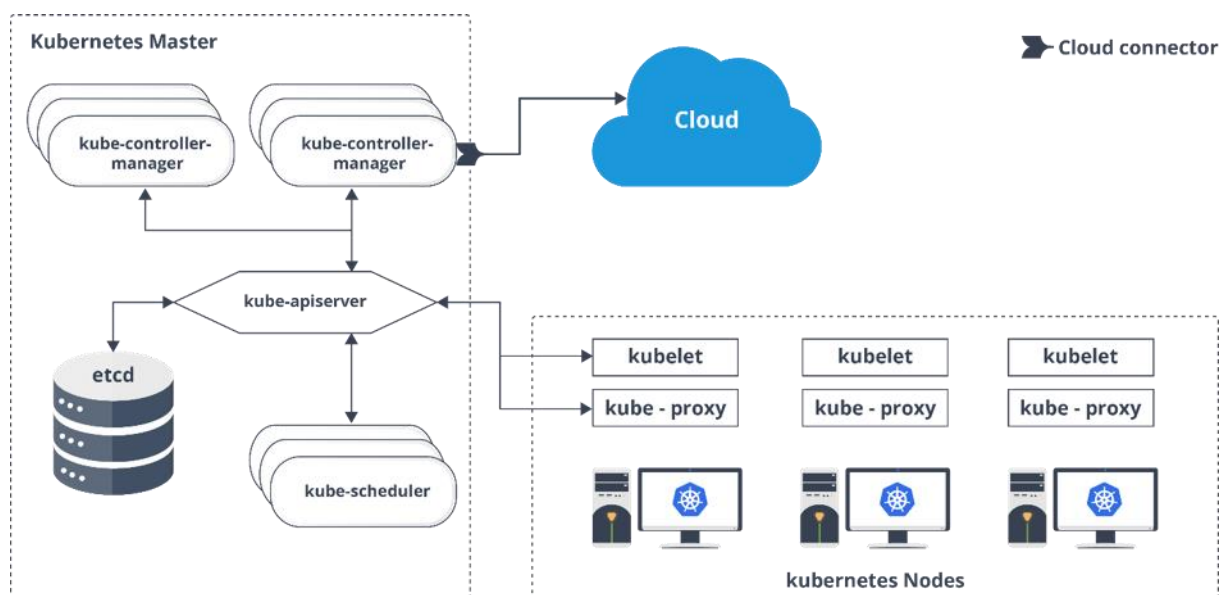 Kubernetes Master
Cloud connector
kube-controller-
manager
kube-controller-
manager
Cloud
kube-apiserver
etcd
kube-scheduler
kubelet
kubelet
kubelet
kube - proxy
kube - proxy
kube - proxy
kubernetes Nodes